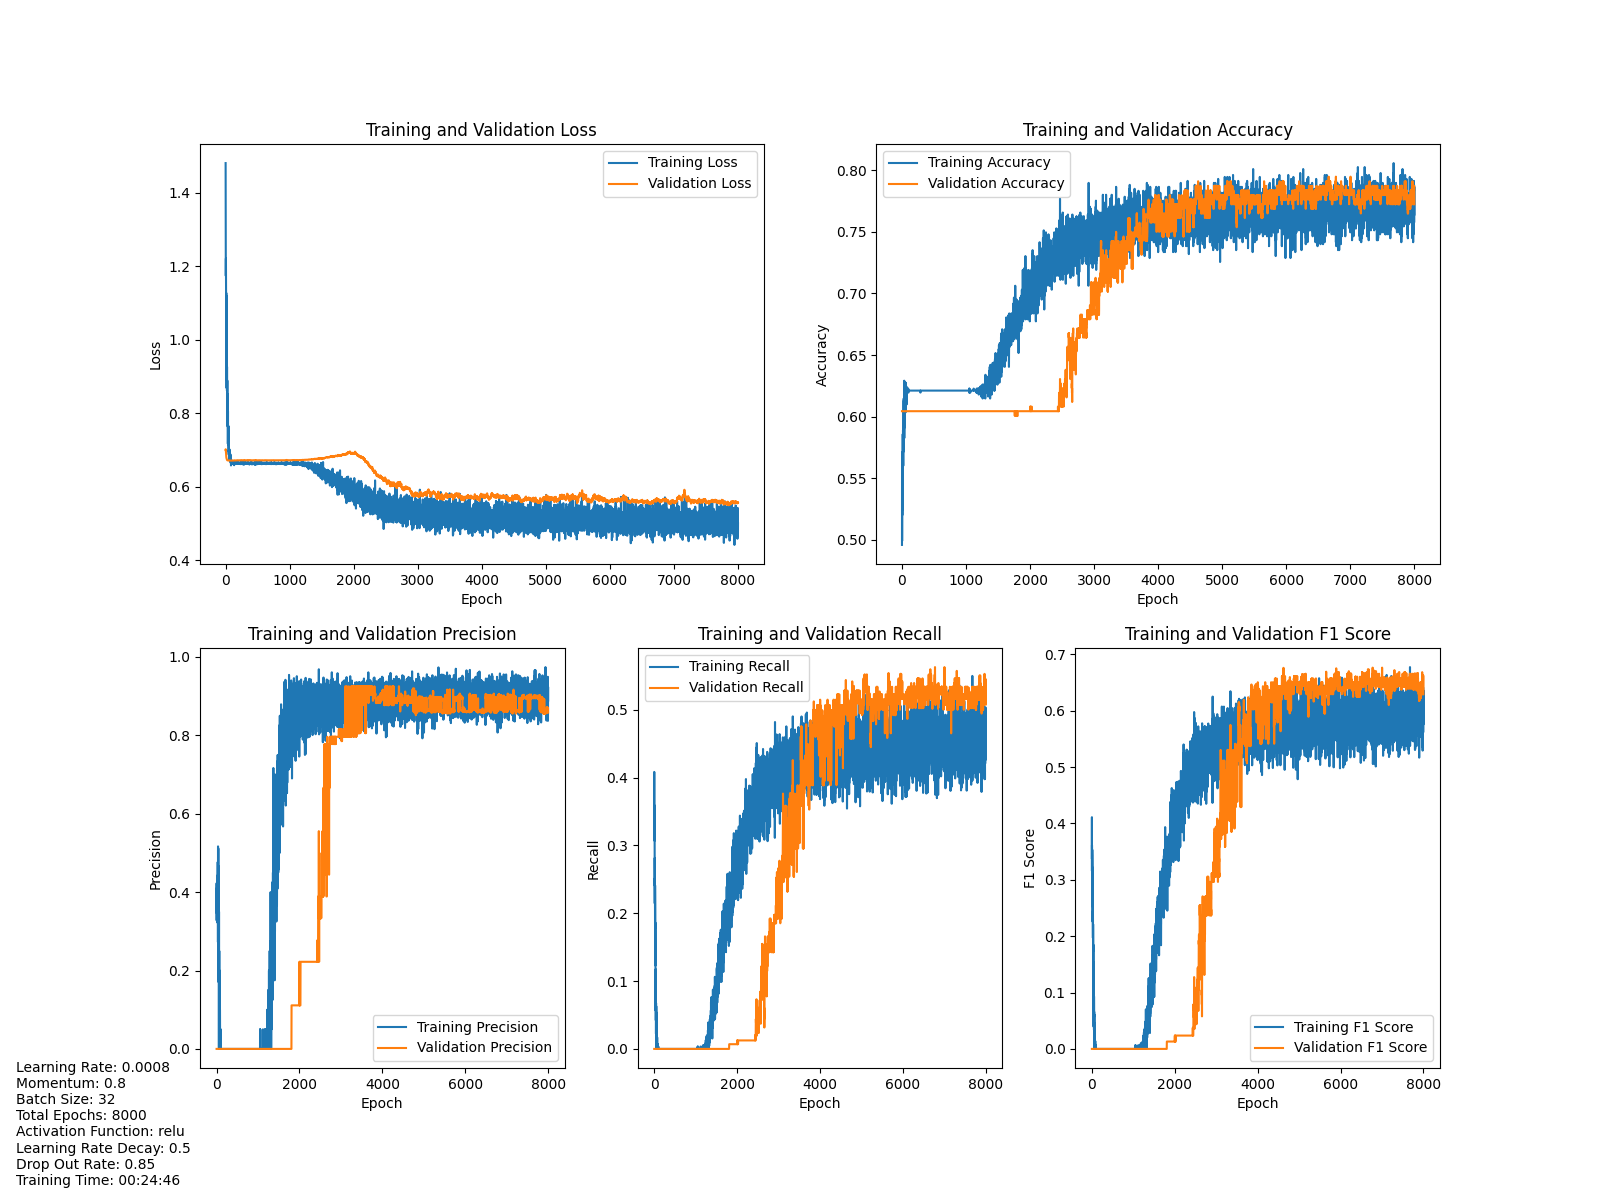 Training and Validation Loss
Training Loss
Validation Loss
1.4
1.2
1.0
0.8
0.6
0.4
Loss
0 1000 2000 3000 4000 5000 6000 7000 8000
Epoch
Training and Validation Accuracy
Training Accuracy
Validation Accuracy
0.80
0.75
0.70
0.65
0.60
0.55
0.50
Accuracy
0 1000 2000 3000 4000 5000 6000 7000 8000
Epoch
Training and Validation Precision
1.0
0.8
0.6
0.4
0.2
0.0
Precision
Training Precision
Validation Precision
0 2000 4000 6000 8000
Epoch
Training and Validation Recall
Training Recall
Validation Recall
0.5
0.4
0.3
0.2
0.1
0.0
Recall
0 2000 4000 6000 8000
Epoch
Training and Validation F1 Score
0.7
0.6
0.5
0.4
0.3
0.2
0.1
0.0
F1 Score
Training F1 Score
Validation F1 Score
0 2000 4000 6000 8000
Epoch
Learning Rate: 0.0008
Momentum: 0.8
Batch Size: 32
Total Epochs: 8000
Activation Function: relu
Learning Rate Decay: 0.5
Drop Out Rate: 0.85
Training Time: 00:24:46